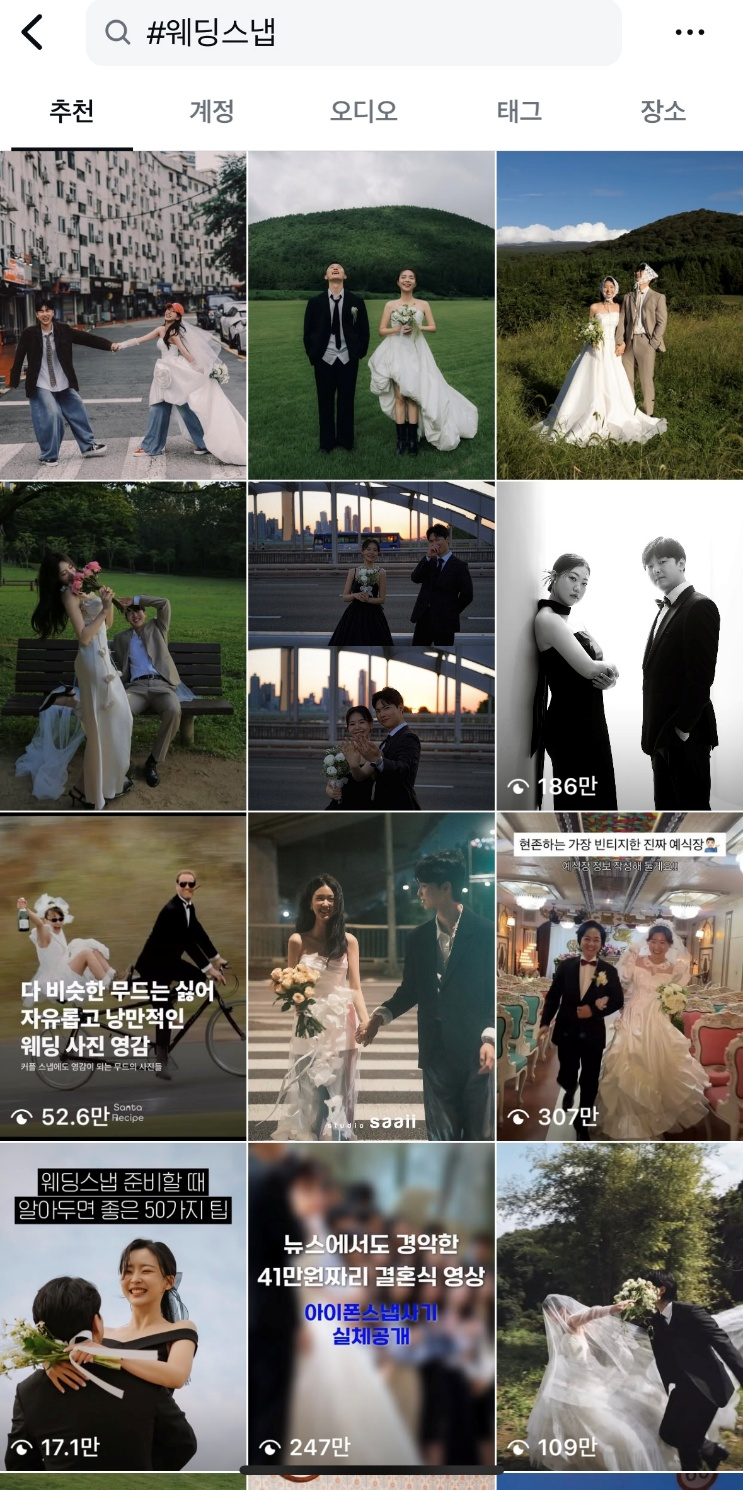 #웨딩스냅
추천
계정
오디오
태그
장소
186만
다 비슷한 무드는 싫어
자유롭고 낭만적인
웨딩 사진 영감
커플 스냅에도 영감이 되는 무드의 사진들
52.6만
Santa
Recipe
studio saaii
현존하는 가장 빈티지한 진짜 예식장
예식장 정보 작성해 둘게요!!
307만
웨딩스냅 준비할 때
알아두면 좋은 50가지 팁
17.1만
뉴스에서도 경악한
41만원짜리 결혼식 영상
아이폰스냅사기
실체공개
247만
109만